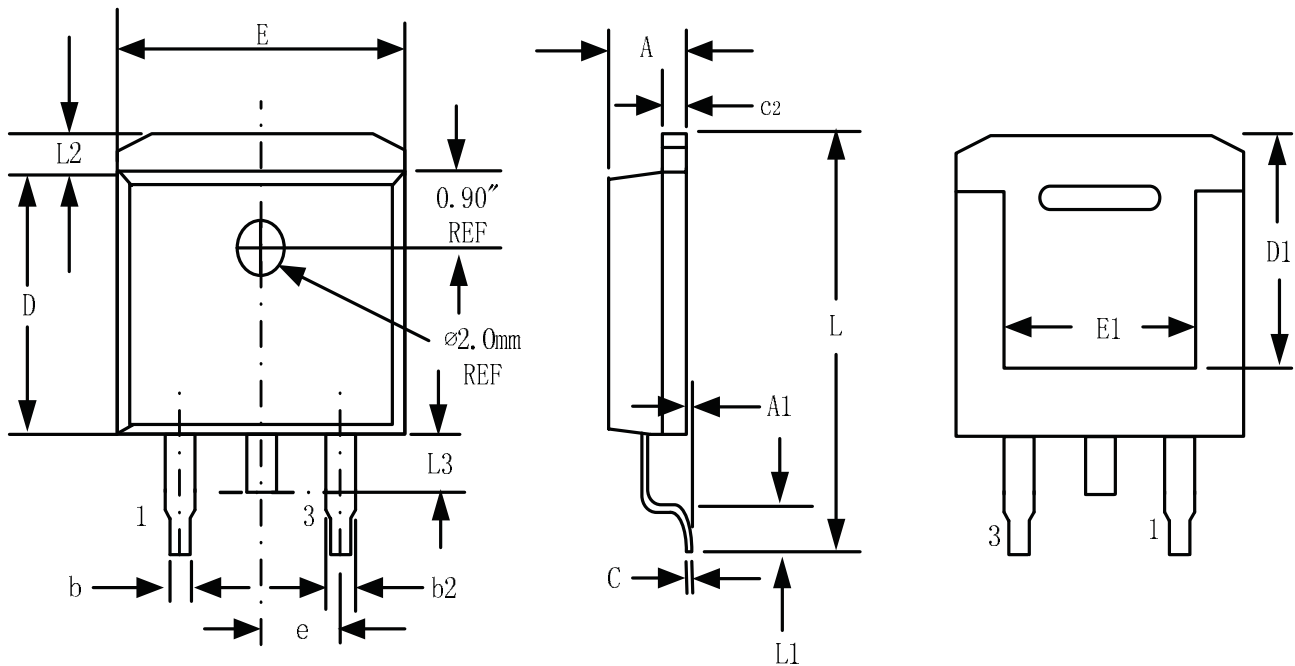 E
L2
0.90″
REF
D
⌀2.0mm
REF
L3
1
3
b
b2
e
A
c2
L
A1
C
L1
D1
E1
3
1